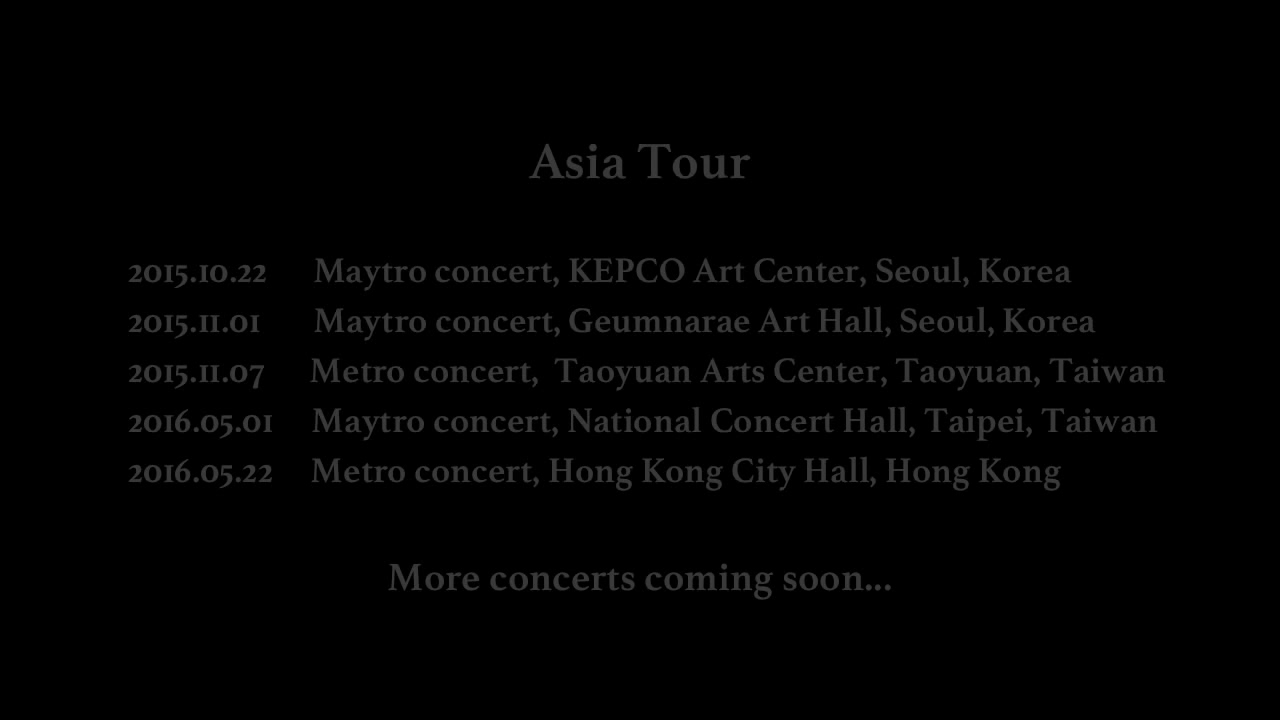 Asia Tour
2015.10.22 Maytro concert, KEPCO Art Center, Seoul, Korea
2015.11.01 Maytro concert, Geumnarae Art Hall, Seoul, Korea
2015.11.07 Metro concert, Taoyuan Arts Center, Taoyuan, Taiwan
2016.05.01 Maytro concert, National Concert Hall, Taipei, Taiwan
2016.05.22 Metro concert, Hong Kong City Hall, Hong Kong
More concerts coming soon...